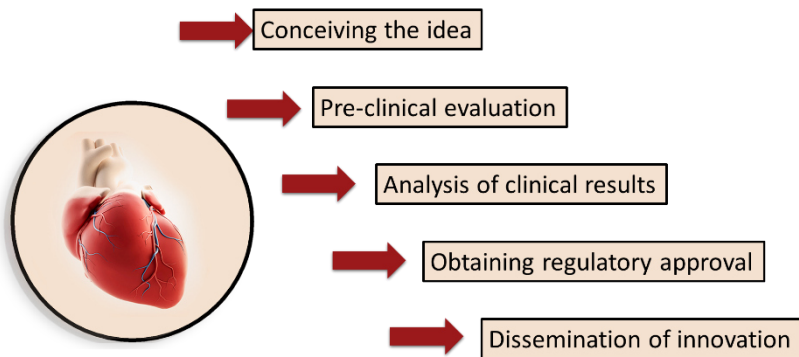 Conceiving the idea
Pre-clinical evaluation
Analysis of clinical results
Obtaining regulatory approval
Dissemination of innovation